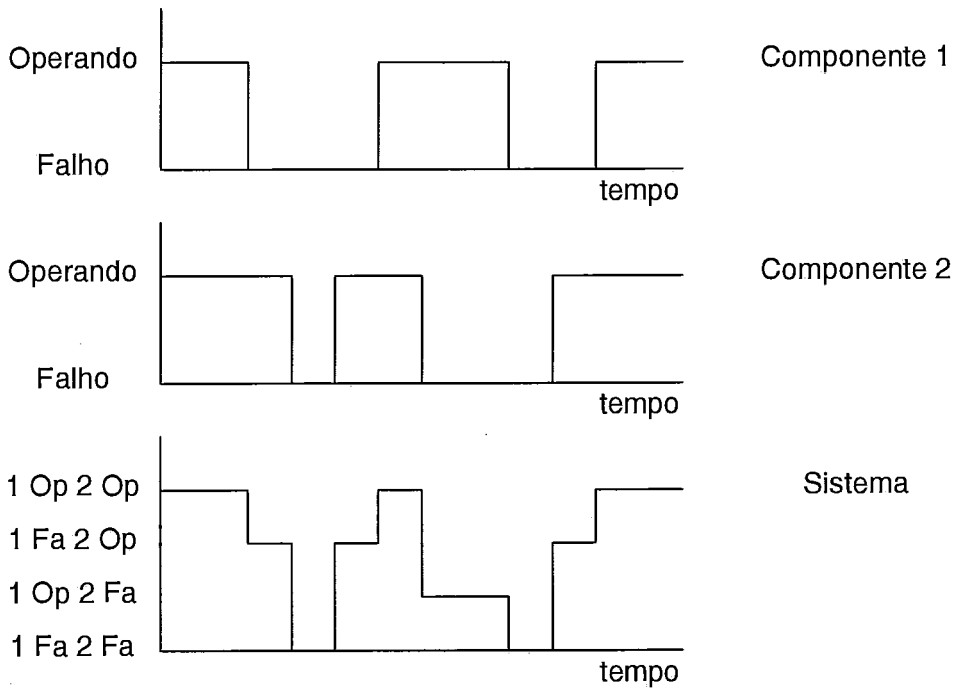 Operando
Componente 1
Falho
tempo
Operando
Componente 2
Falho
tempo
1 Op 2 Op
Sistema
1 Fa 2 Op
1 Op 2 Fa
1 Fa 2 Fa
tempo